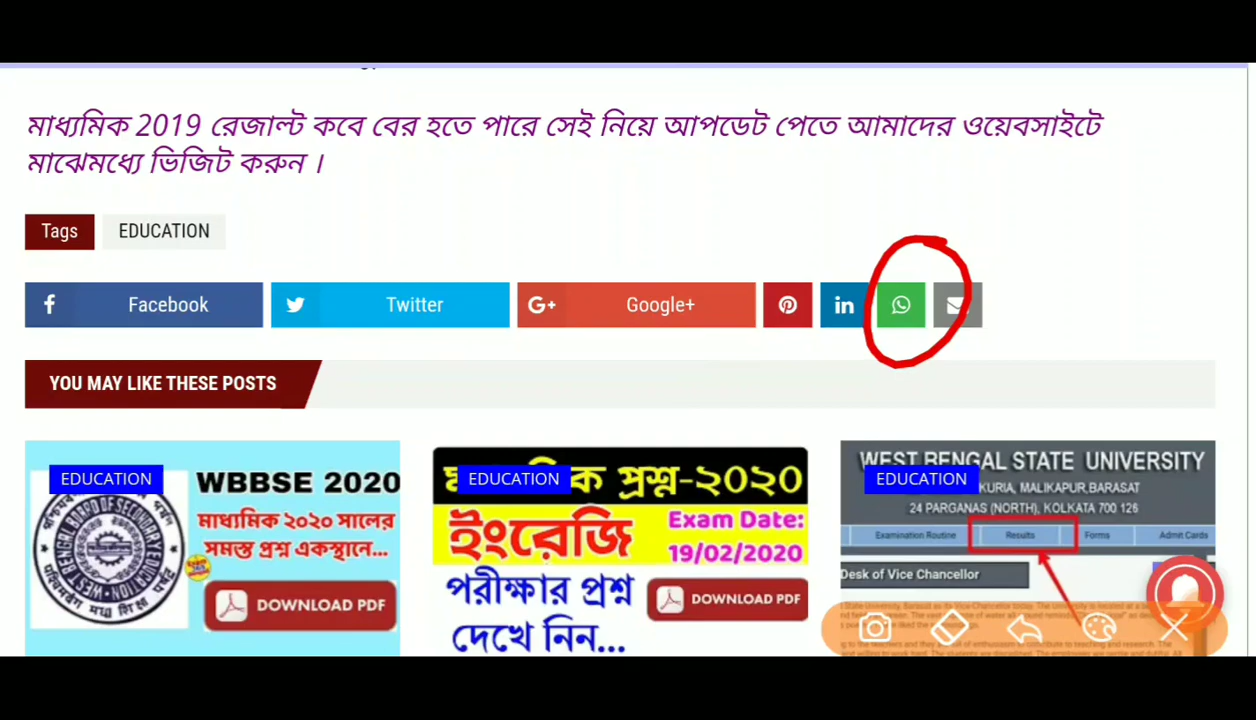 মাধ্যমিক 2019 রেজাল্ট কবে বের হতে পারে সেই নিয়ে আপডেট পেতে আমাদের ওয়েবসাইটে
মাঝেমধ্যে ভিজিট করুন ।
Tags EDUCATION
Facebook Twitter G+ Google+ in
YOU MAY LIKE THESE POSTS
EDUCATION
WBBSE 2020
মাধ্যমিক ২০২০ সালের
সমস্ত প্রশ্ন একস্থানে...
DOWNLOAD PDF
EDUCATION
প্রশ্ন-২০২০
ইংরেজি
Exam Date:
19/02/2020
পরীক্ষার প্রশ্ন
DOWNLOAD PDF
দেখে নিন...
WEST BENGAL STATE UNIVERSITY
EDUCATION
MALIKAPUR,BARASAT
24 PARGANAS (NORTH), KOLKATA 700 126
Examination Routine Results Forms Admit Cards
Desk of Vice Chancellor